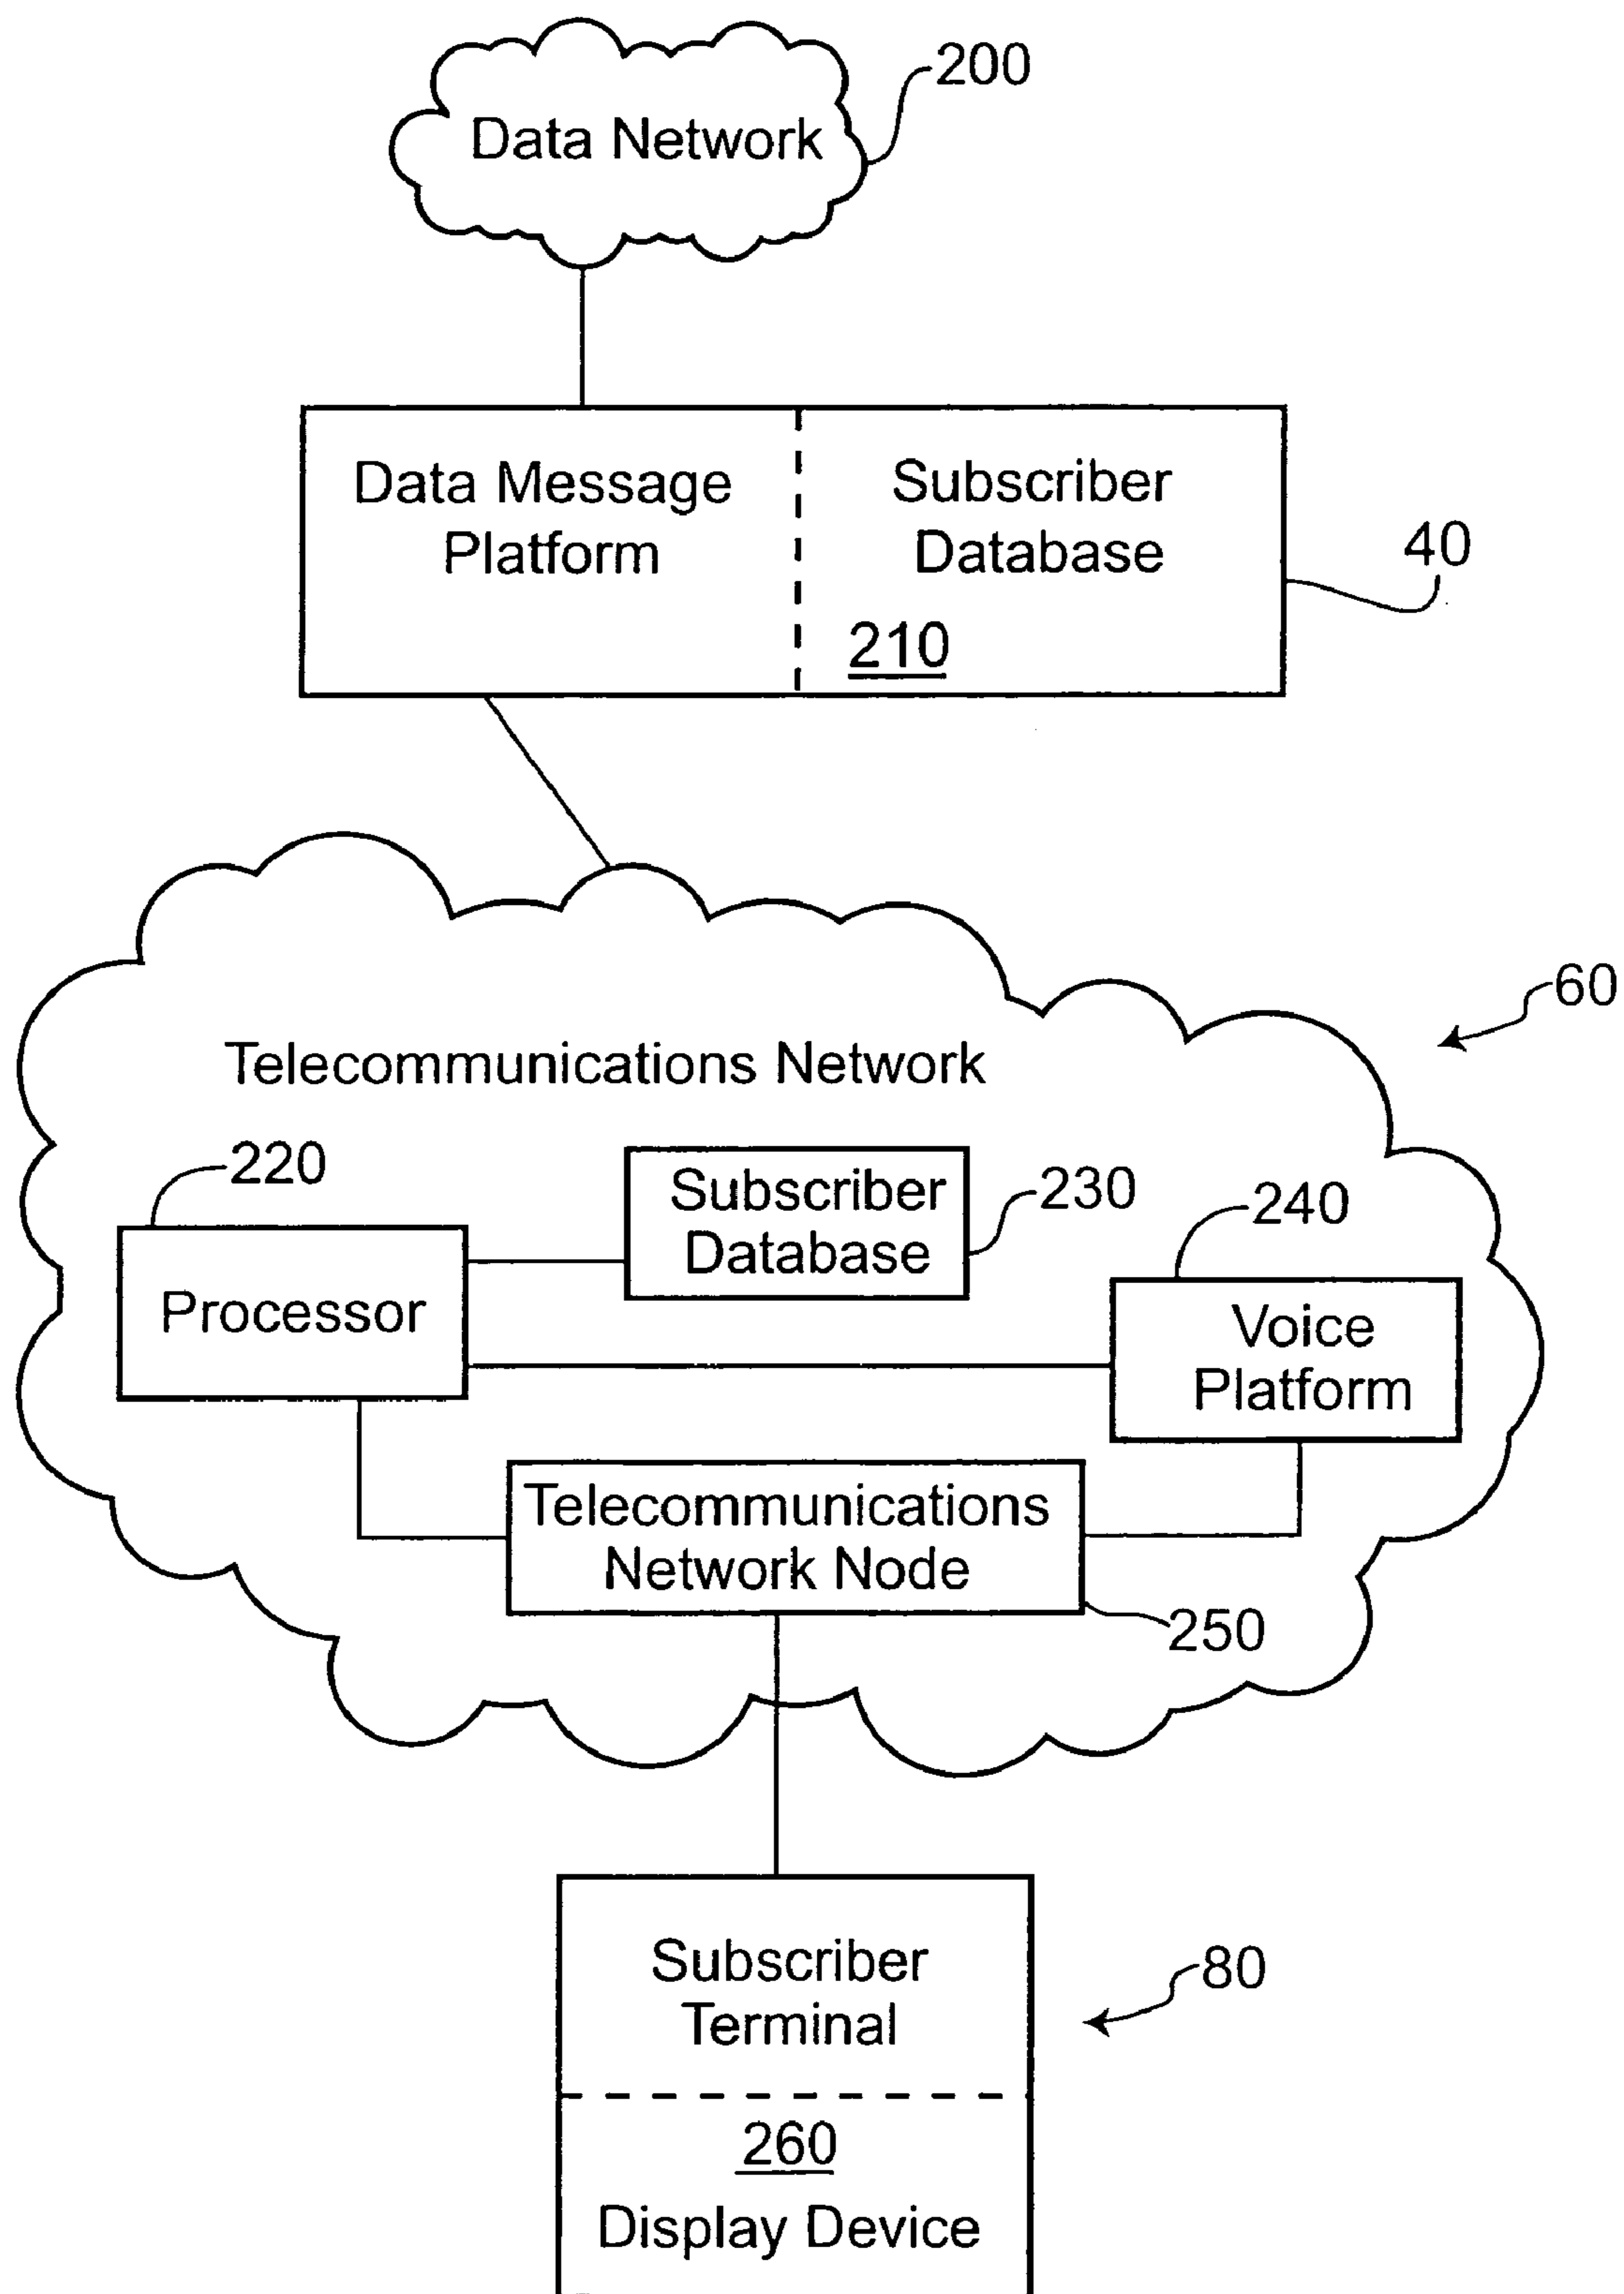 200
Data Network
Data Message
Platform
Subscriber
Database
210
40
60
Telecommunications Network
220
Subscriber
Database
230
240
Processor
Voice
Platform
Telecommunications
Network Node
250
Subscriber
Terminal
80
260
Display Device